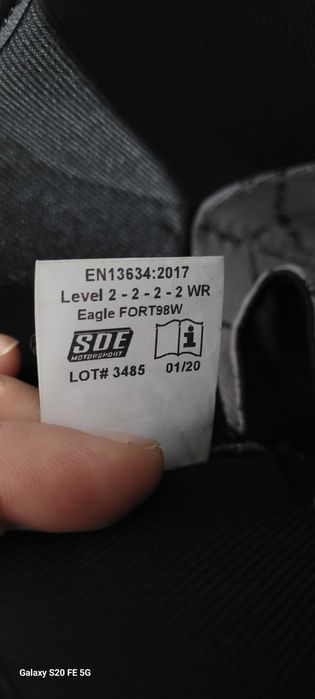 EN13634:2017
Level 2 - 2 - 2 - 2 WR
Eagle FORT98W
SDE
MOTORSPORT
i
LOT# 3485 01/20
Galaxy S20 FE 5G